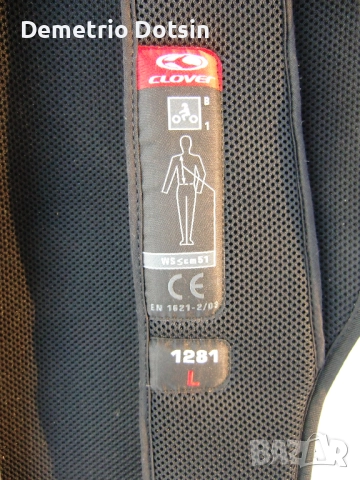 Demetrio Dotsin
CLOVER
B
1
WS≤cm51
CE
EN 1621-2/03
1281
L
BAZAR